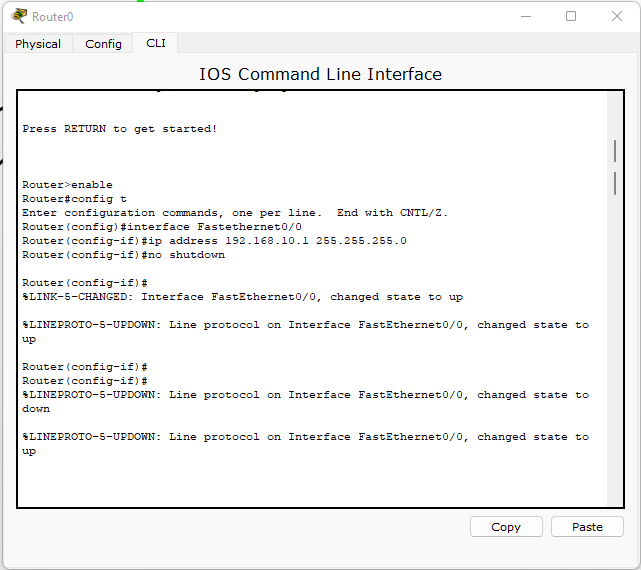 Router0
Physical
Config
CLI
IOS Command Line Interface
Press RETURN to get started!
Router>enable
Router#config t
Enter configuration commands, one per line.  End with CNTL/Z.
Router(config)#interface Fastethernet0/0
Router(config-if)#ip address 192.168.10.1 255.255.255.0
Router(config-if)#no shutdown
Router(config-if)#
%LINK-5-CHANGED: Interface FastEthernet0/0, changed state to up
%LINEPROTO-5-UPDOWN: Line protocol on Interface FastEthernet0/0, changed state to
up
Router(config-if)#
Router(config-if)#
%LINEPROTO-5-UPDOWN: Line protocol on Interface FastEthernet0/0, changed state to
down
%LINEPROTO-5-UPDOWN: Line protocol on Interface FastEthernet0/0, changed state to
up
Copy
Paste